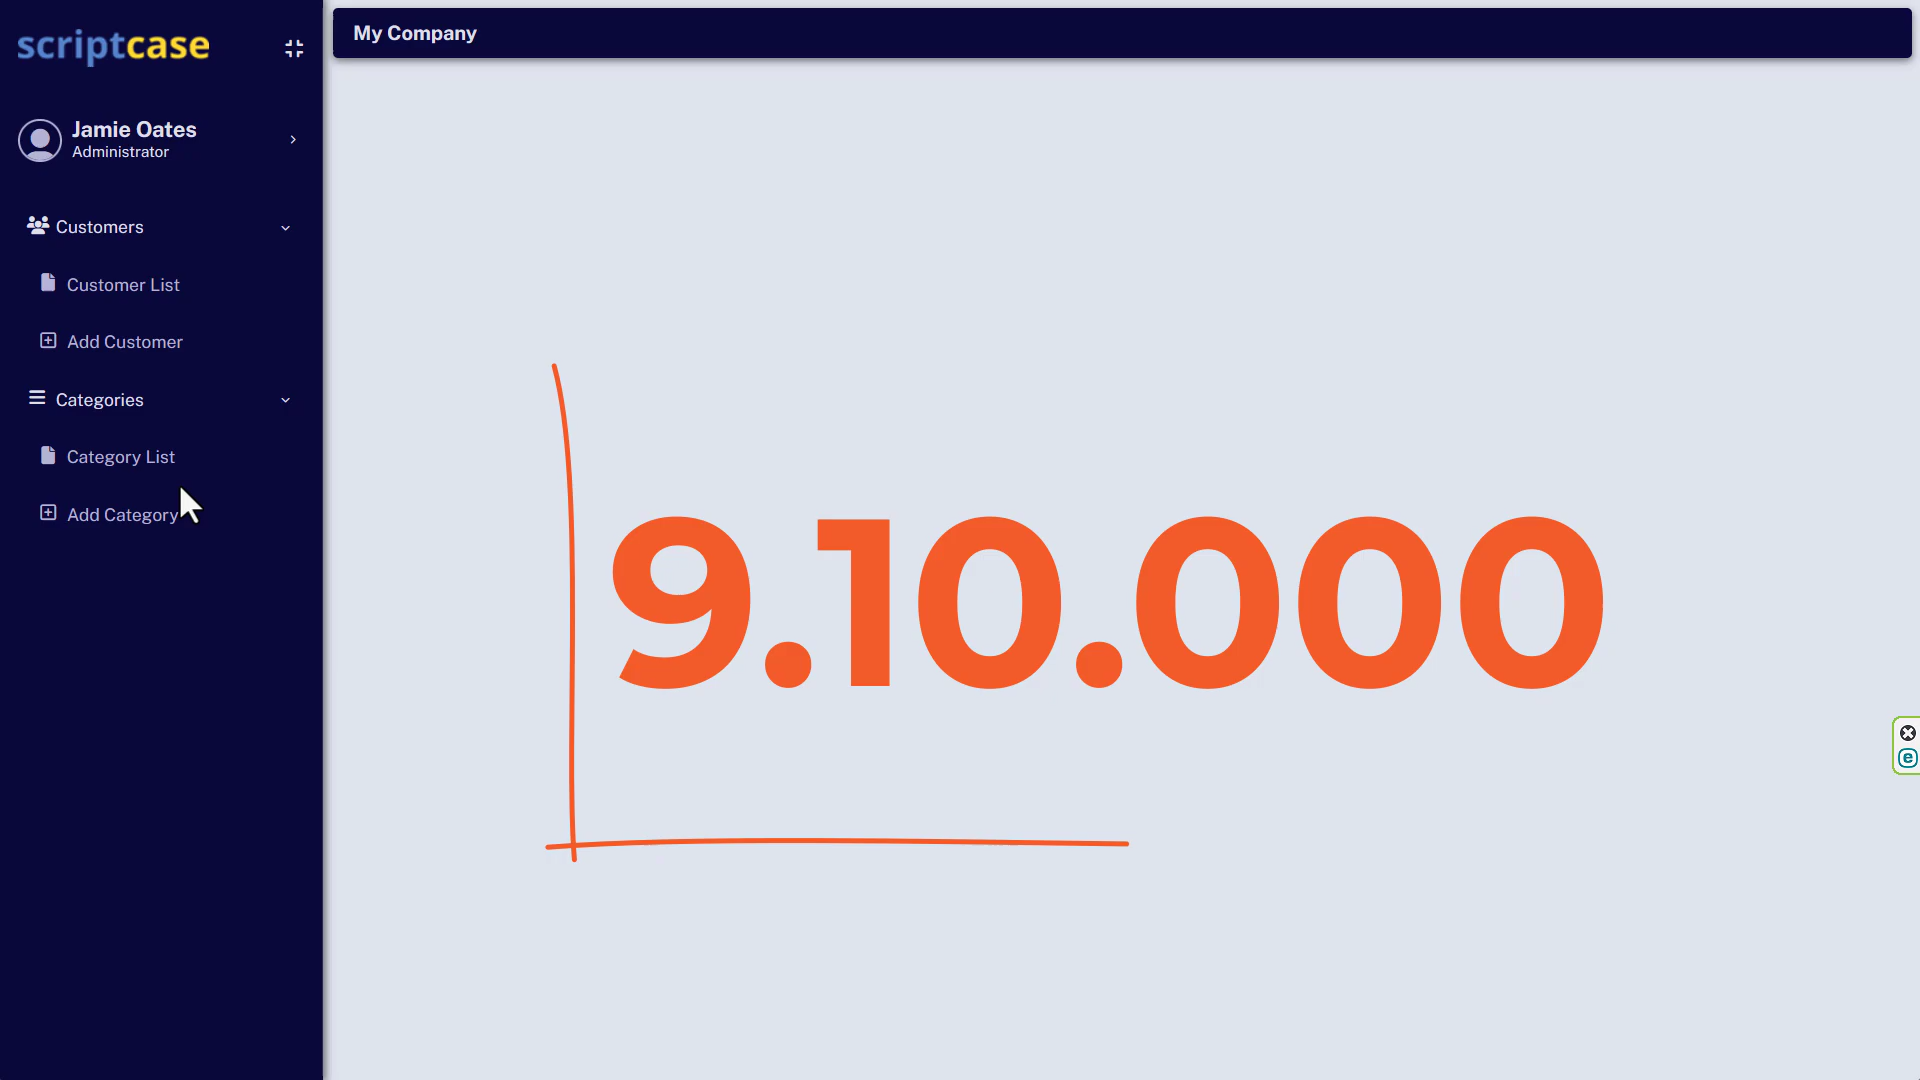 scriptcase
My Company
Jamie Oates
Administrator
Customers
Customer List
Add Customer
Categories
Category List
Add Category
9.10.000
e